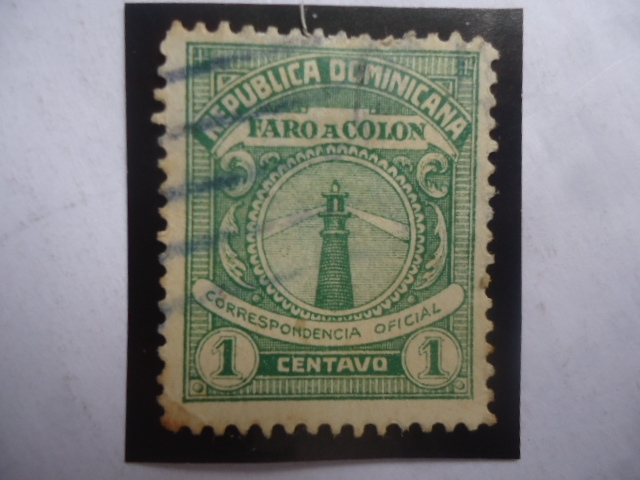 REPUBLICA DOMINICANA
FARO A COLON
CORRESPONDENCIA OFICIAL
1 CENTAVO 1